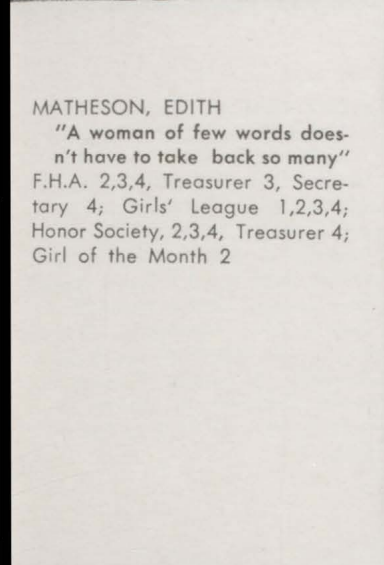 MATHESON, EDITH
"A woman of few words does-
n't have to take back so many"
F.H.A. 2,3,4, Treasurer 3, Secre-
tary 4; Girls' League 1,2,3,4;
Honor Society, 2,3,4, Treasurer 4;
Girl of the Month 2